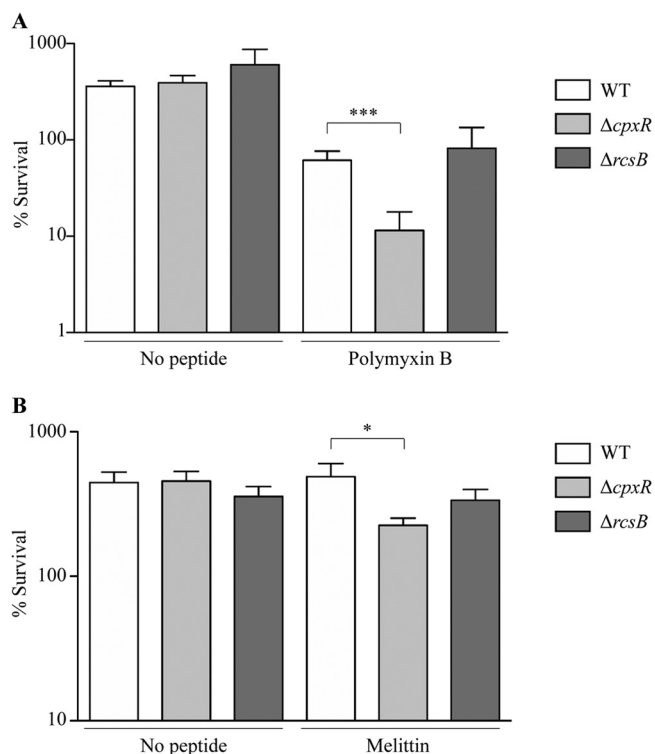 A
1000
100
10
1
% Survival
***
WT
ΔcpxR
ΔrcsB
No peptide
Polymyxin B
B
1000
100
10
% Survival
*
WT
ΔcpxR
ΔrcsB
No peptide
Melittin